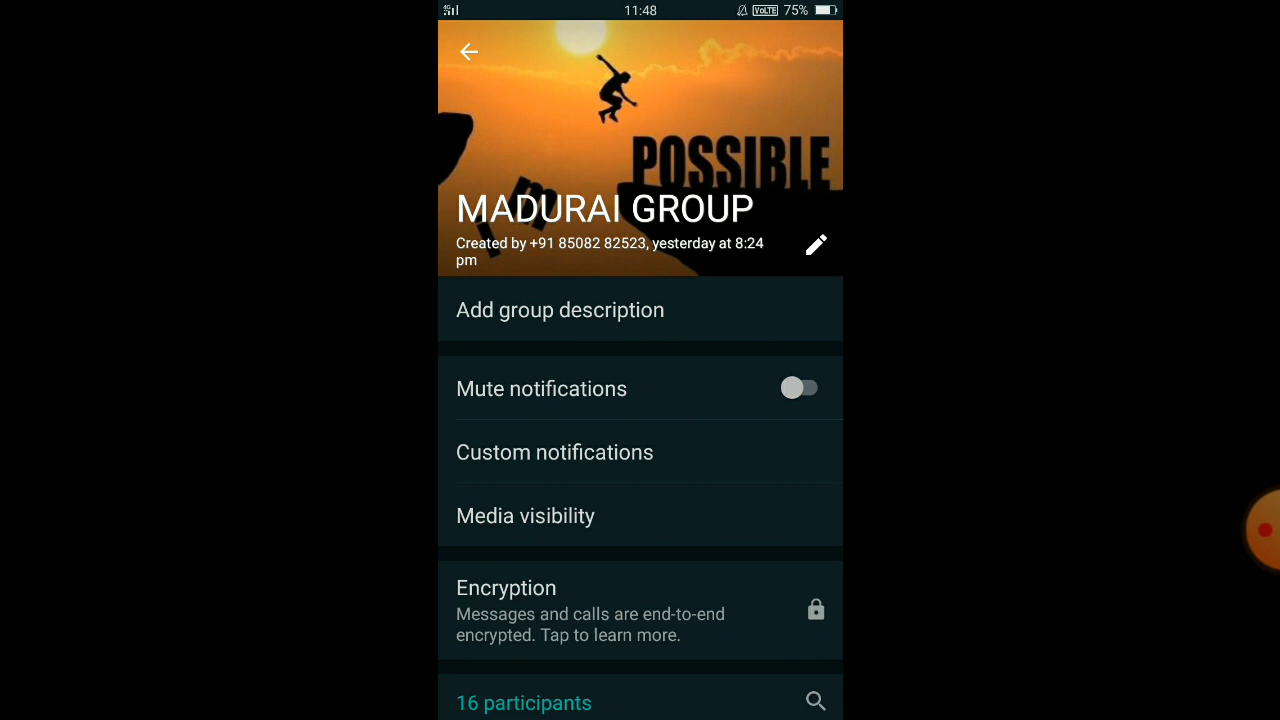 11:48
VoLTE 75%
im
POSSIBLE
MADURAI GROUP
Created by +91 85082 82523, yesterday at 8:24
pm
Add group description
Mute notifications
Custom notifications
Media visibility
Encryption
Messages and calls are end-to-end
encrypted. Tap to learn more.
16 participants